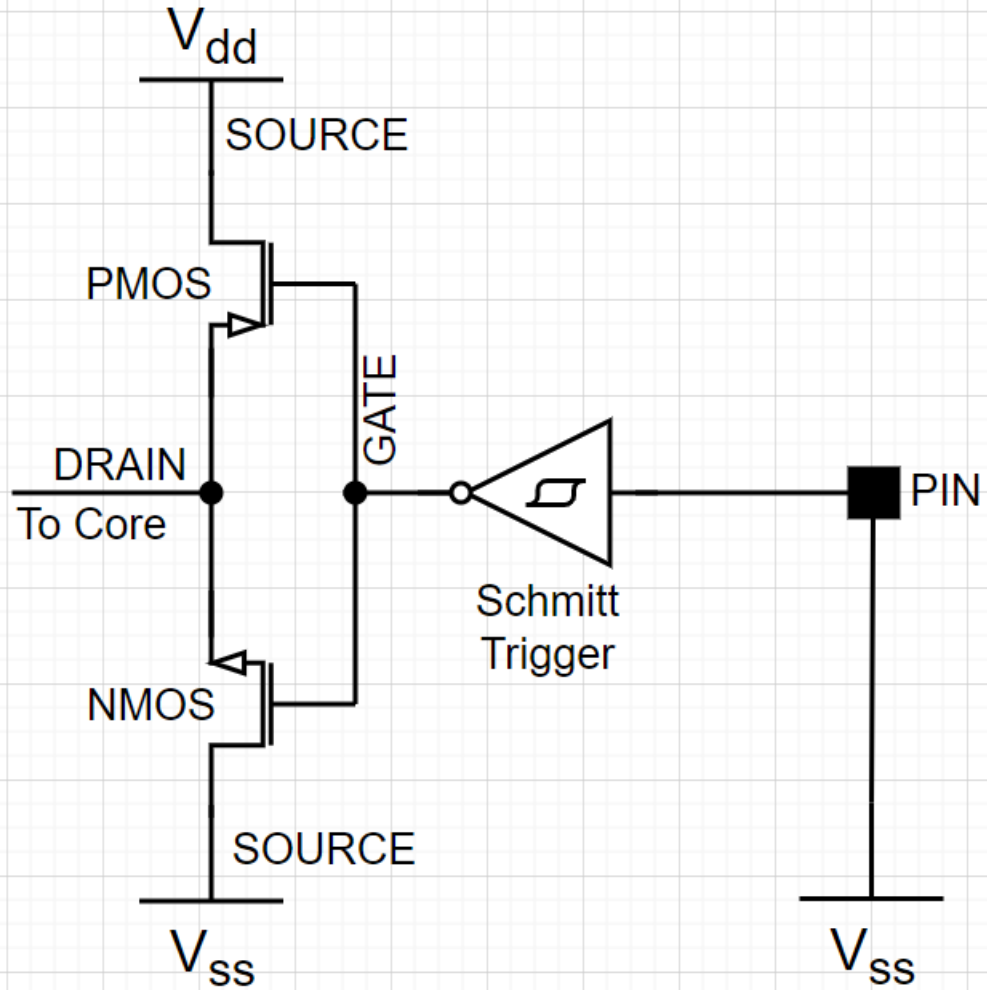 Vdd
SOURCE
PMOS
GATE
DRAIN
To Core
PIN
Schmitt
Trigger
NMOS
SOURCE
Vss
Vss